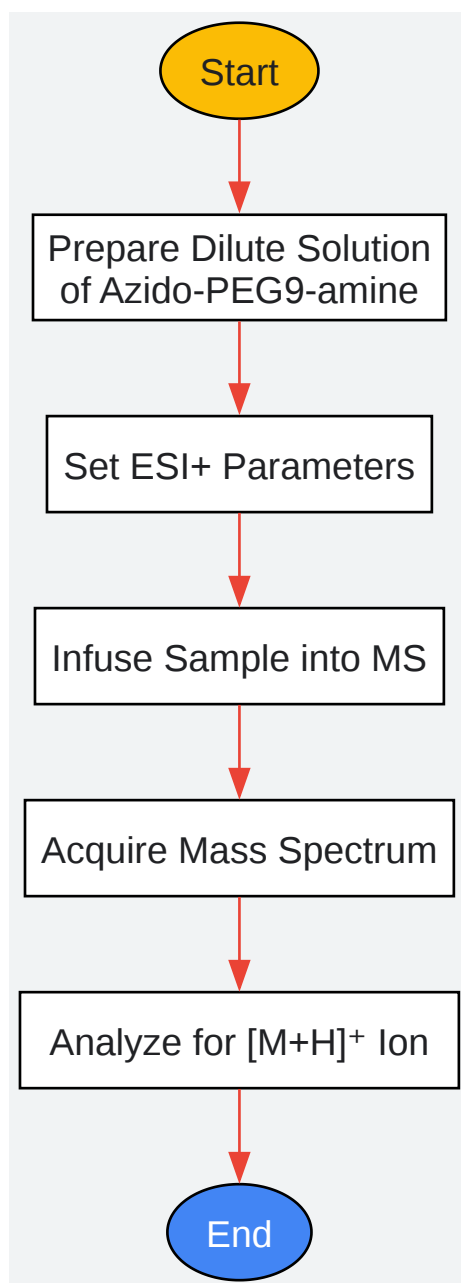 Start
Prepare Dilute Solution
of Azido-PEG9-amine
Set ESI+ Parameters
Infuse Sample into MS
Acquire Mass Spectrum
Analyze for [M+H]⁺ Ion
End